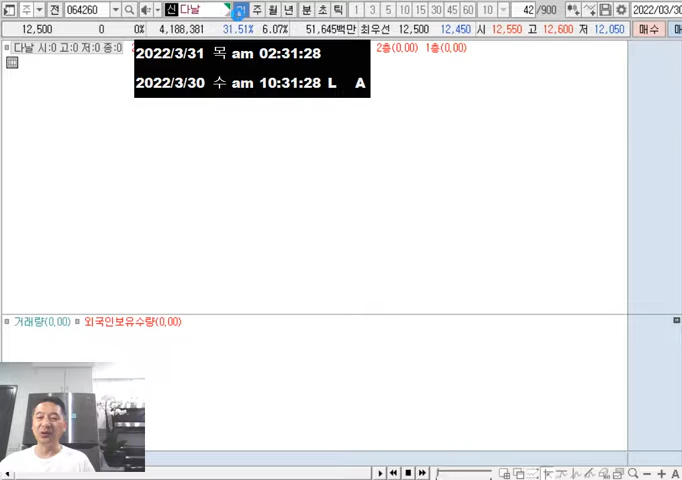 주 전 064260 신 다날 일 주 월 년 분 초 틱 1 3 5 10 15 30 45 60 10 42 /900 2022/03/30
12,500 0 0% 4,188,381 31.51% 6.07% 51,645백만 최우선 12,500 12,450 시 12,550 고 12,600 저 12,050 매수 매
다날 시:0 고:0 저:0 종:0 2층(0,00) 1층(0,00)
2022/3/31 목 am 02:31:28
2022/3/30 수 am 10:31:28 L A
거래량(0,00) 외국인보유수량(0,00)
A